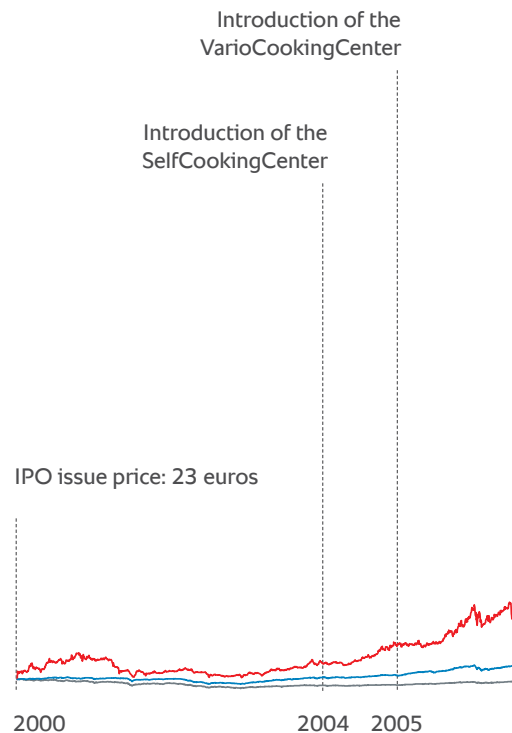 Introduction of the
VarioCookingCenter
Introduction of the
SelfCookingCenter
IPO issue price: 23 euros
2000
2004
2005